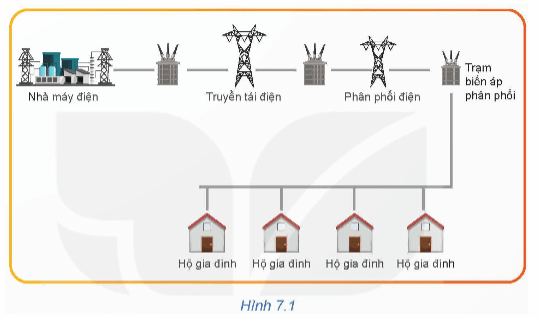 Nhà máy điện
Truyền tải điện
Phân phối điện
Trạm
biến áp
phân phối
Hộ gia đình
Hộ gia đình
Hộ gia đình
Hộ gia đình
Hình 7.1